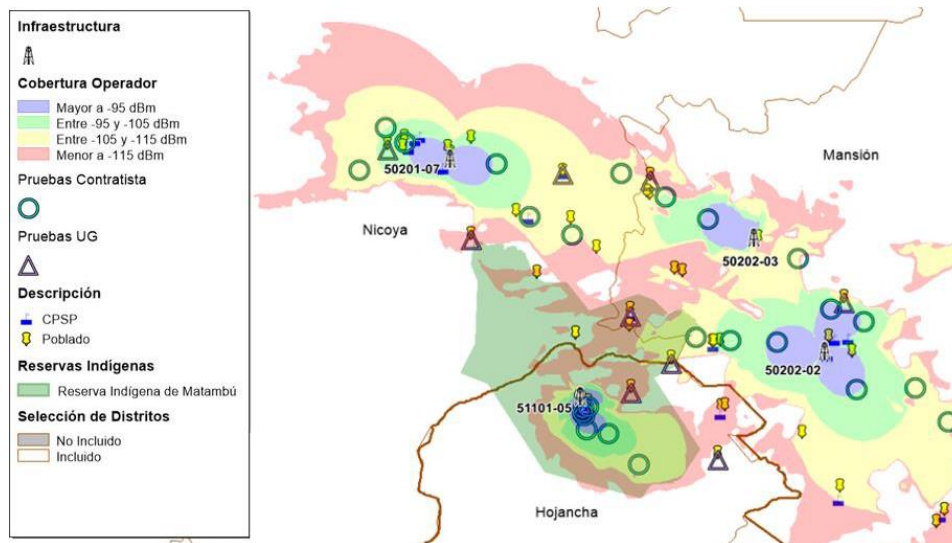 Infraestructura
Cobertura Operador
Mayor a -95 dBm
Entre -95 y -105 dBm
Entre -105 y -115 dBm
Menor a -115 dBm
Pruebas Contratista
Pruebas UG
Descripción
CPSP
Poblado
Reservas Indígenas
Reserva Indígena de Matambú
Selección de Distritos
No Incluido
Incluido
Mansión
50201-07
Nicoya
50202-03
50202-02
51101-05
Hojancha